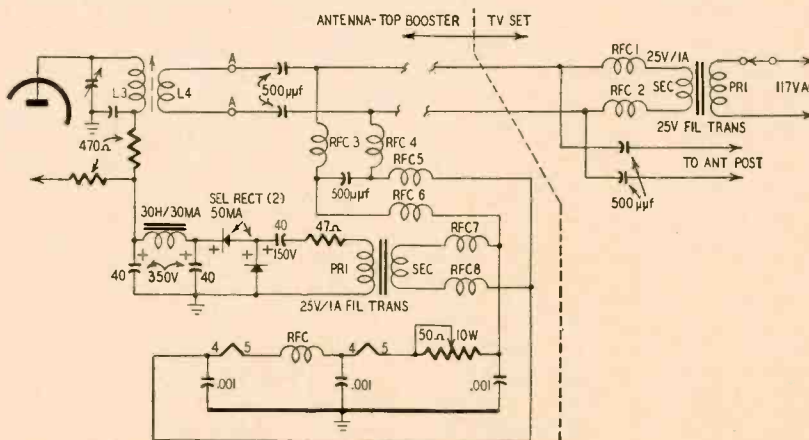 ANTENNA-TOP BOOSTER
TV SET
L3
L4
A
A
500μμf
RFC 1
25V/1A
SEC
PRI
117VAC
RFC 2
25V FIL TRANS
470Ω
RFC 3
RFC 4
RFC5
500μμf
RFC 6
TO ANT POST
500μμf
30H/30MA
SEL RECT (2)
50MA
40
150V
47Ω
RFC7
PRI
SEC
RFC8
40
350V
40
25V/1A FIL TRANS
4
5
RFC
4
5
50Ω
10W
.001
.001
.001